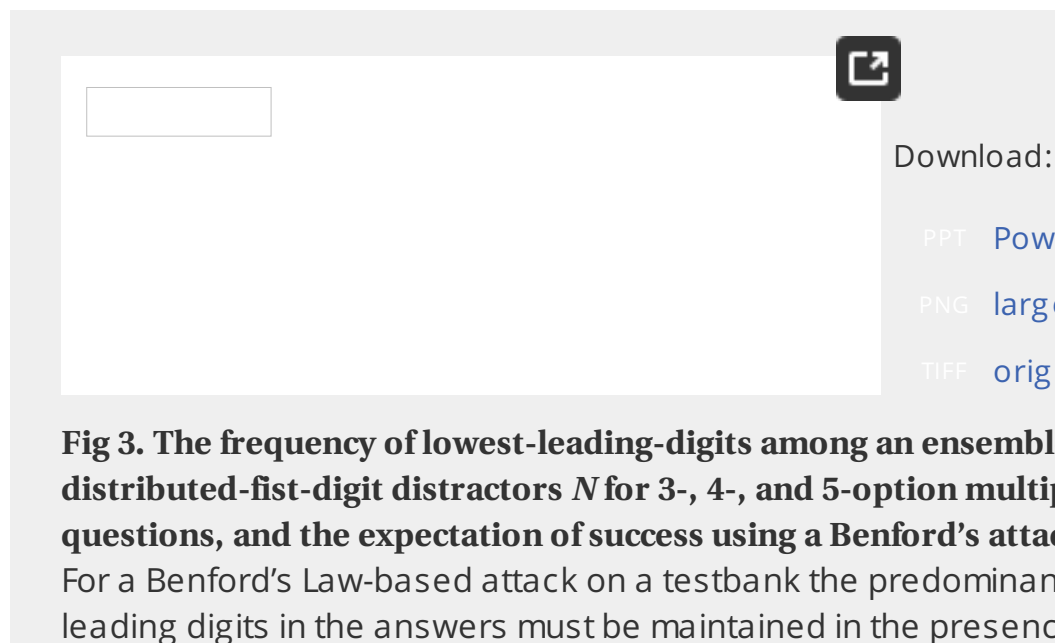 Download:
PPT Pow
PNG larg
TIFF orig
Fig 3. The frequency of lowest-leading-digits among an ensembl
distributed-fist-digit distractors N for 3-, 4-, and 5-option multip
questions, and the expectation of success using a Benford's attac
For a Benford's Law-based attack on a testbank the predominan
leading digits in the answers must be maintained in the presenc